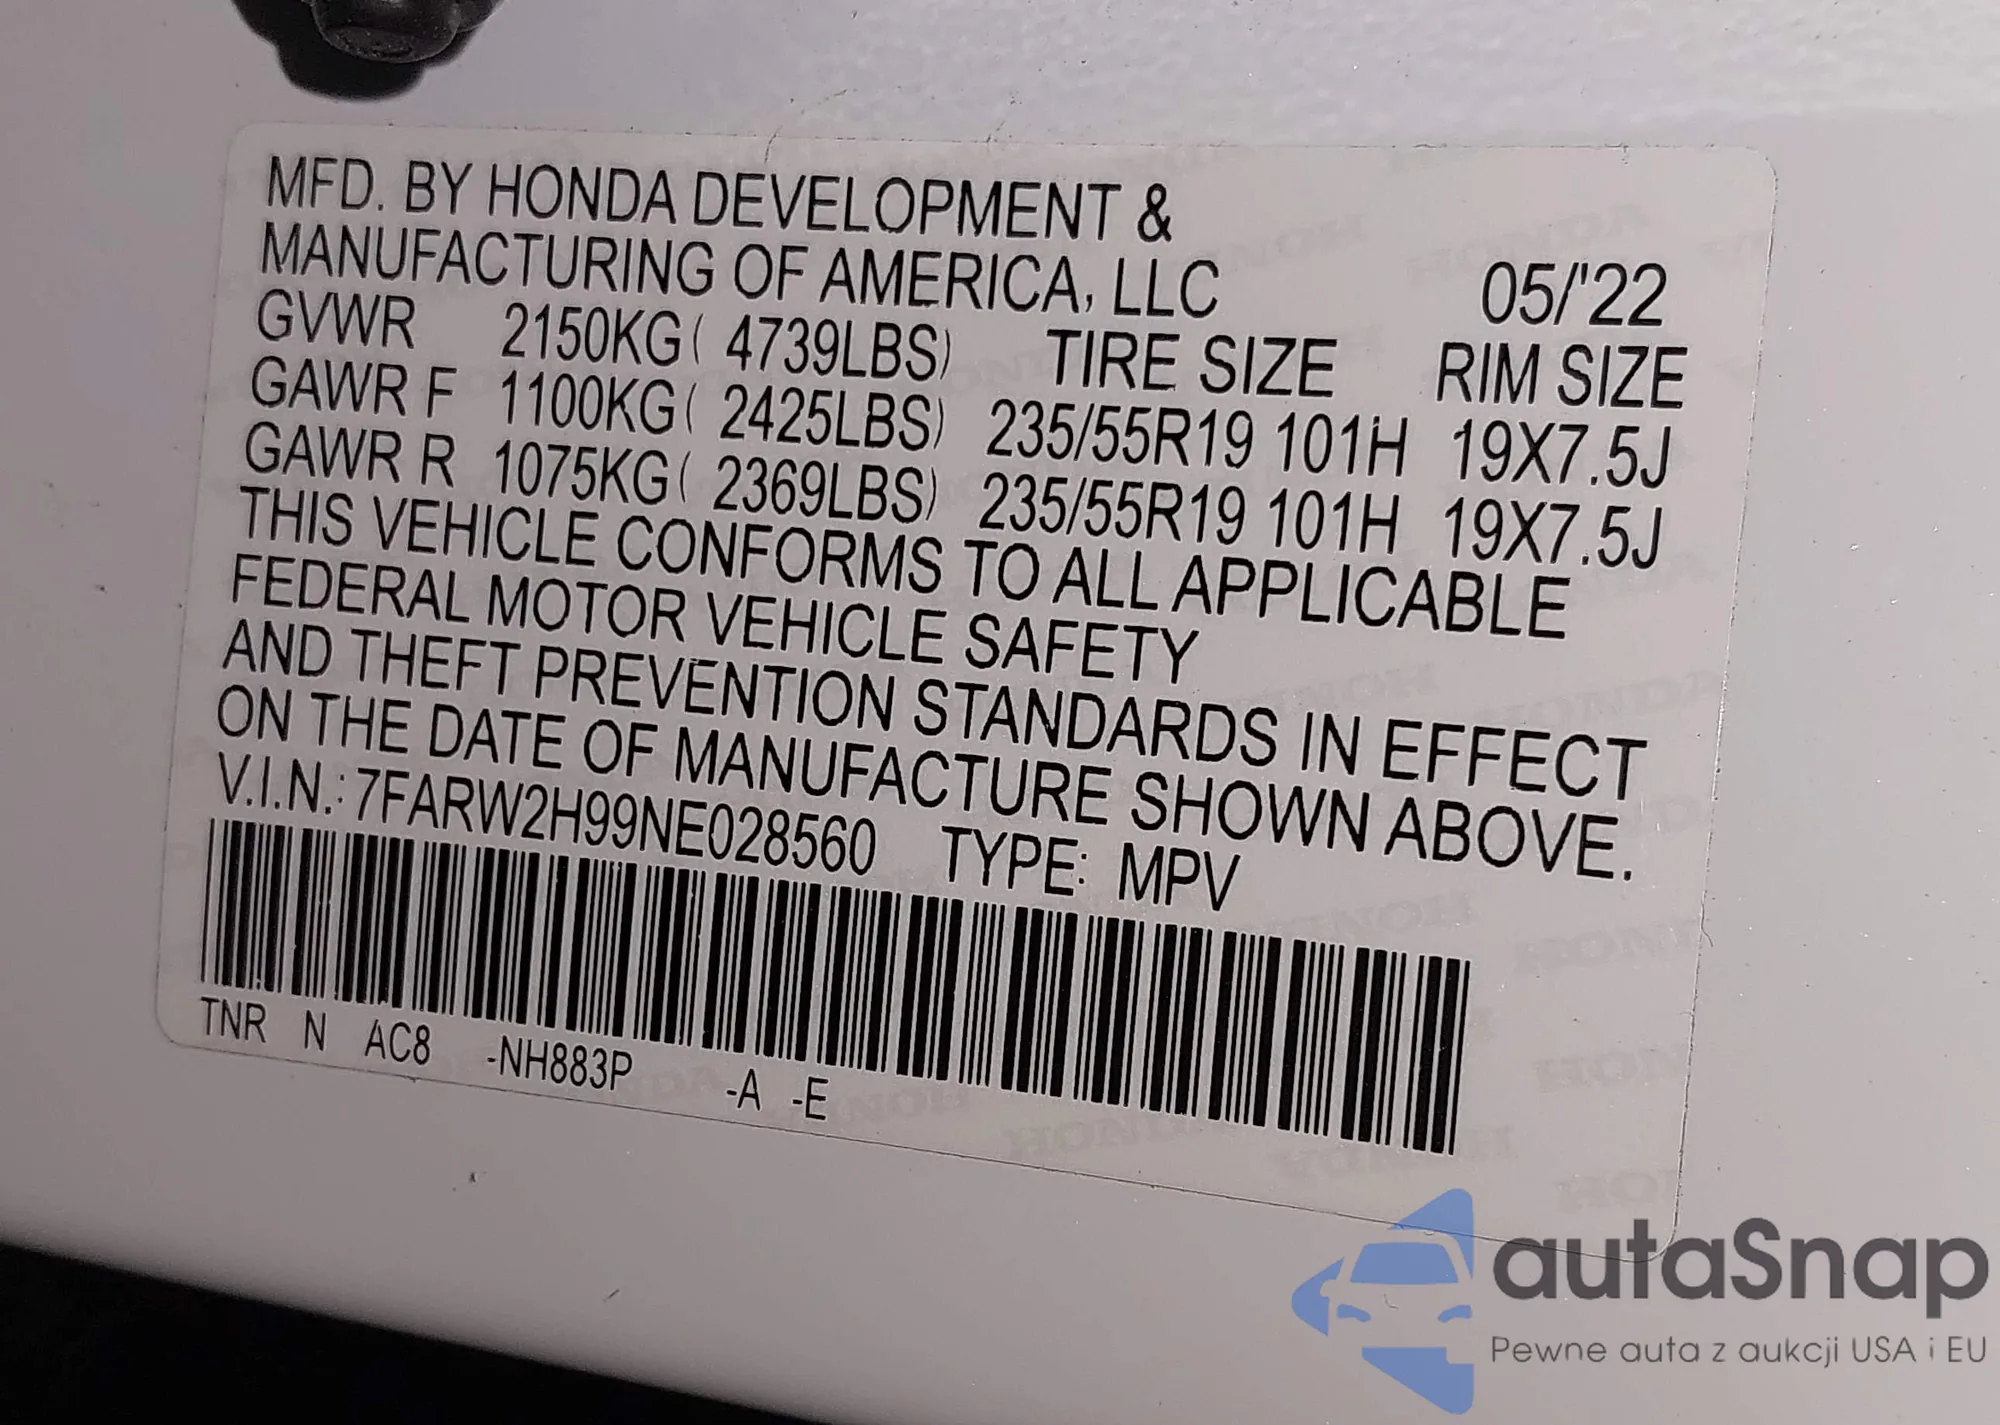 MFD. BY HONDA DEVELOPMENT &
MANUFACTURING OF AMERICA, LLC 05/'22
GVWR 2150KG( 4739LBS) TIRE SIZE RIM SIZE
GAWR F 1100KG( 2425LBS) 235/55R19 101H 19X7.5J
GAWR R 1075KG( 2369LBS) 235/55R19 101H 19X7.5J
THIS VEHICLE CONFORMS TO ALL APPLICABLE
FEDERAL MOTOR VEHICLE SAFETY
AND THEFT PREVENTION STANDARDS IN EFFECT
ON THE DATE OF MANUFACTURE SHOWN ABOVE.
V.I.N.: 7FARW2H99NE028560 TYPE: MPV
TNR N AC8 -NH883P -A -E
autaSnap
Pewne auta z aukcji USA i EU